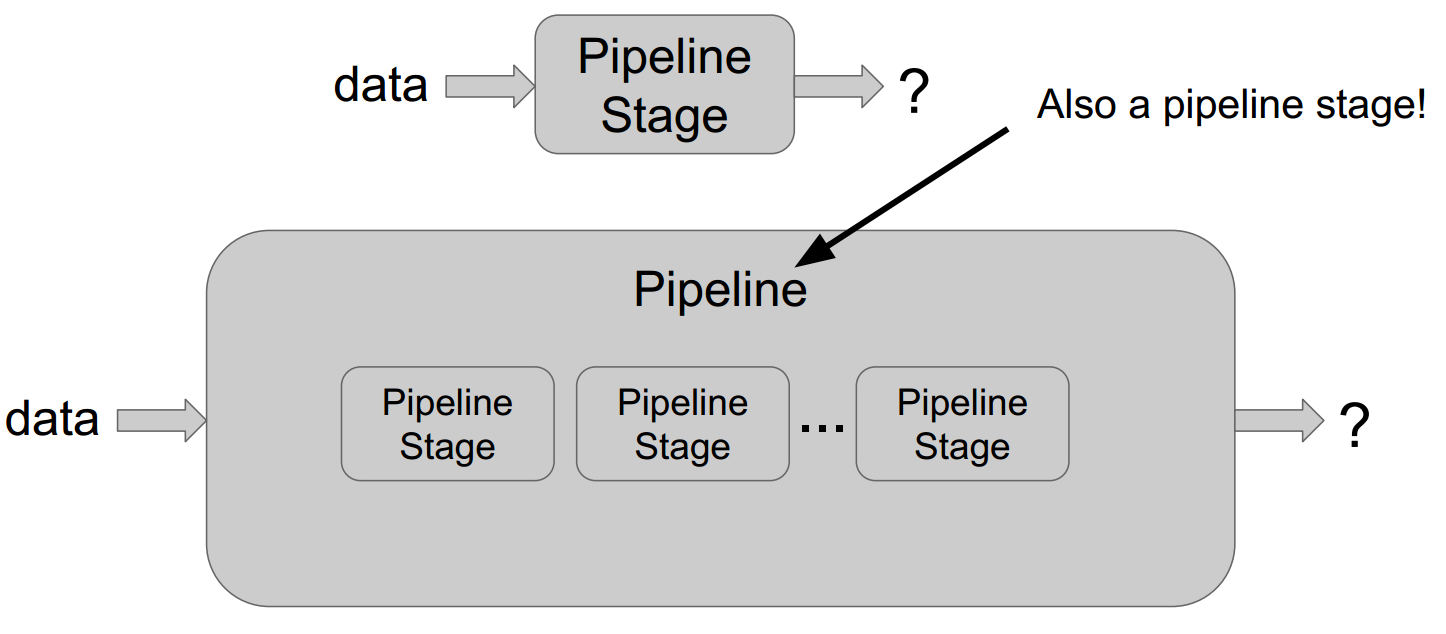 data
Pipeline
Stage
?
Also a pipeline stage!
Pipeline
data
Pipeline
Stage
Pipeline
Stage
...
Pipeline
Stage
?